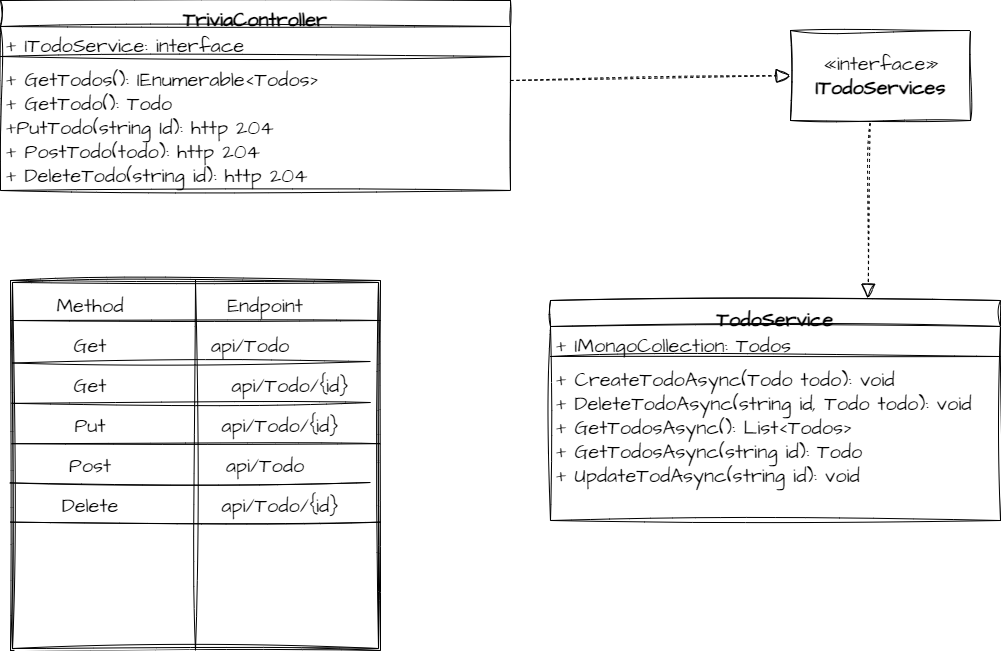 TriviaController
+ ITodoService: interface
+ GetTodos(): IEnumerable<Todos>
+ GetTodo(): Todo
+PutTodo(string Id): http 204
+ PostTodo(todo): http 204
+ DeleteTodo(string id): http 204
«interface»
ITodoServices
Method Endpoint
Get api/Todo
Get api/Todo/{id}
Put api/Todo/{id}
Post api/Todo
Delete api/Todo/{id}
TodoService
+ IMongoCollection: Todos
+ CreateTodoAsync(Todo todo): void
+ DeleteTodoAsync(string id, Todo todo): void
+ GetTodosAsync(): List<Todos>
+ GetTodosAsync(string id): Todo
+ UpdateTodAsync(string id): void